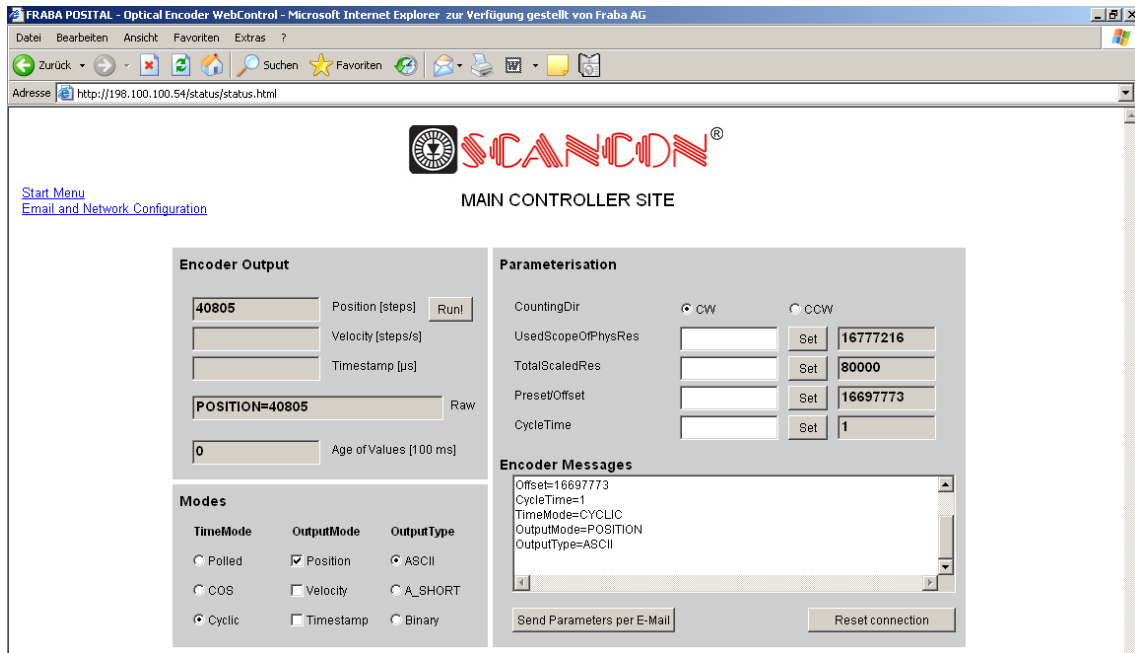 FRABA POSITAL - Optical Encoder WebControl - Microsoft Internet Explorer zur Verfügung gestellt von Fraba AG
Datei Bearbeiten Ansicht Favoriten Extras ?
Zurück Suchen Favoriten
Adresse http://198.100.100.54/status/status.html
SCANCON®
Start Menu
Email and Network Configuration
MAIN CONTROLLER SITE
Encoder Output
40805 Position [steps] Run!
Velocity [steps/s]
Timestamp [µs]
POSITION=40805 Raw
0 Age of Values [100 ms]
Modes
TimeMode OutputMode OutputType
Polled Position ASCII
COS Velocity A_SHORT
Cyclic Timestamp Binary
Parameterisation
CountingDir CW CCW
UsedScopeOfPhysRes Set 16777216
TotalScaledRes Set 80000
Preset/Offset Set 16697773
CycleTime Set 1
Encoder Messages
Offset=16697773
CycleTime=1
TimeMode=CYCLIC
OutputMode=POSITION
OutputType=ASCII
Send Parameters per E-Mail Reset connection